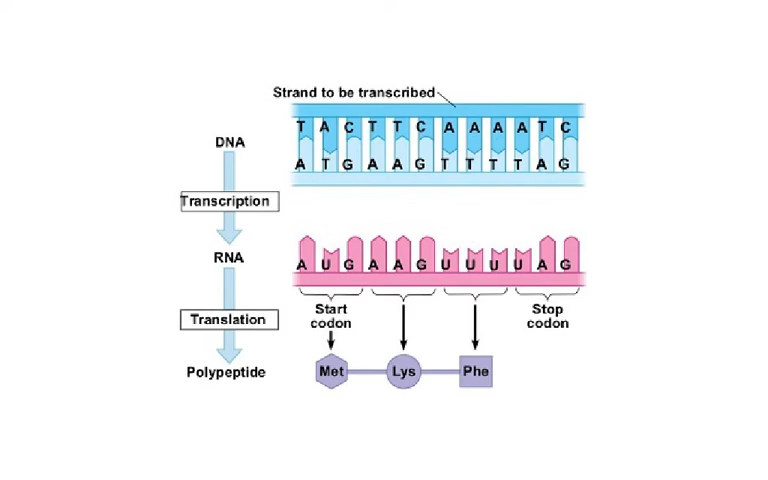 Strand to be transcribed
T A C T T C A A A A T C
DNA
A T G A A G T T T T A G
Transcription
RNA
A U G A A G U U U U A G
Translation
Start
codon
Stop
codon
Polypeptide
Met Lys Phe